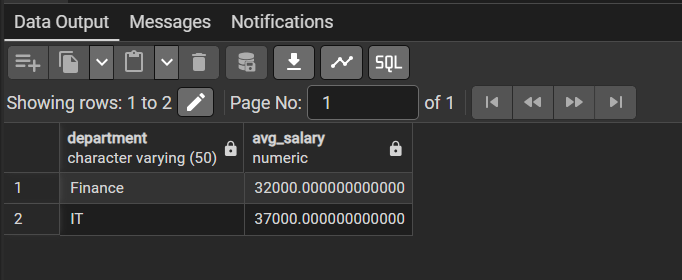 Data Output Messages Notifications
SQL
Showing rows: 1 to 2 Page No: 1 of 1
department avg_salary
character varying (50) numeric
1 Finance 32000.000000000000
2 IT 37000.000000000000